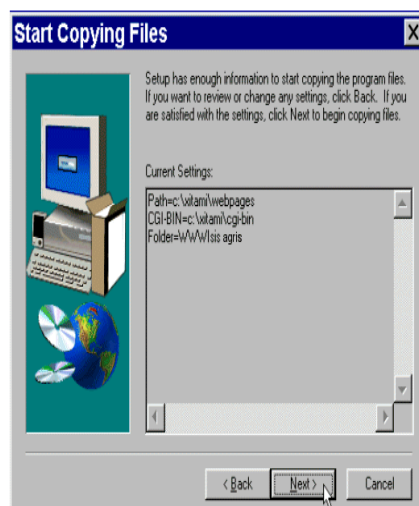 Start Copying Files
Setup has enough information to start copying the program files.
If you want to review or change any settings, click Back. If you
are satisfied with the settings, click Next to begin copying files.
Current Settings:
Path=c:\xitami\webpages
CGI-BIN=c:\xitami\cgi-bin
Folder=WWWIsis agris
< Back
Next >
Cancel